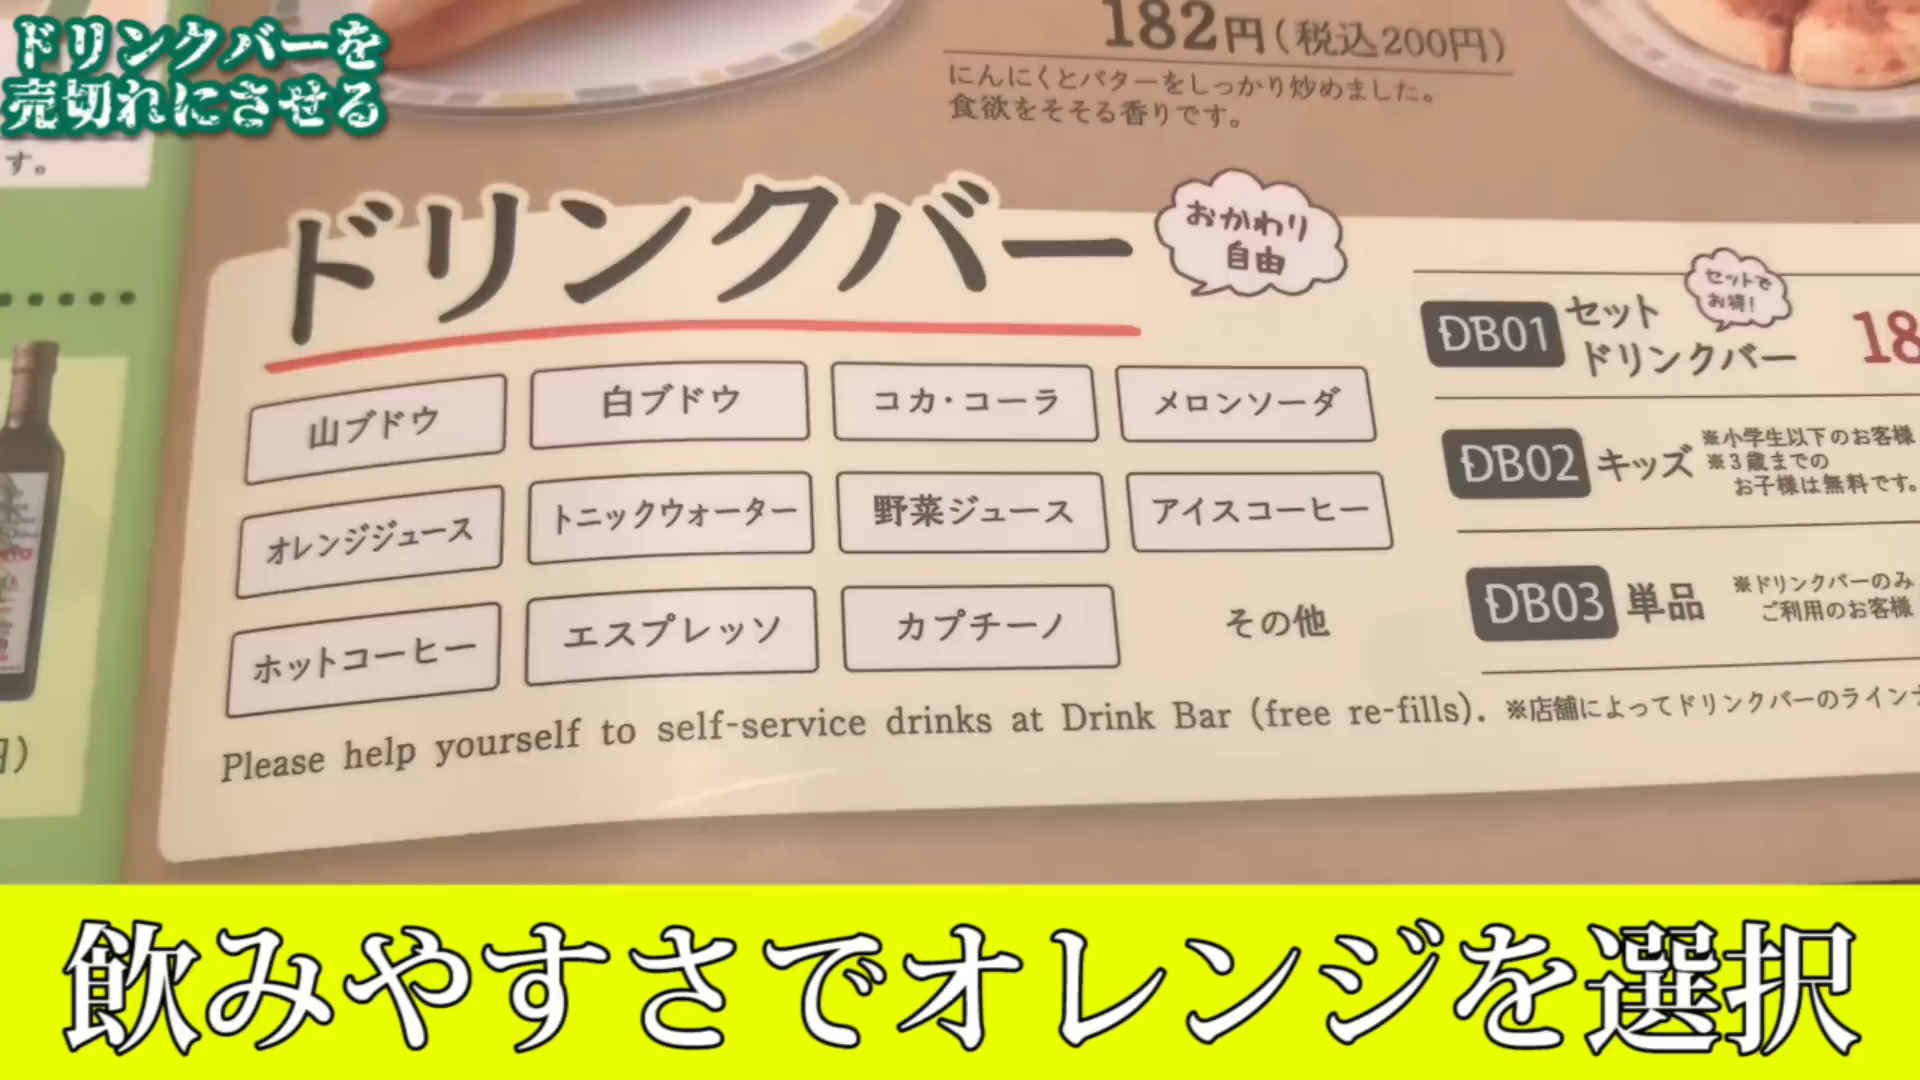 ドリンクバーを
売切れにさせる
182円(税込200円)
にんにくとバターをしっかり炒めました。
食欲をそそる香りです。
す。
ドリンクバー
おかわり
自由
山ブドウ
白ブドウ
コカ・コーラ
メロンソーダ
オレンジジュース
トニックウォーター
野菜ジュース
アイスコーヒー
ホットコーヒー
エスプレッソ
カプチーノ
その他
DB01
セット
ドリンクバー
セットで
お得!
18
DB02
キッズ
※小学生以下のお客様
※3歳までの
お子様は無料です。
DB03
単品
※ドリンクバーのみ
ご利用のお客様
Please help yourself to self-service drinks at Drink Bar (free re-fills).
※店舗によってドリンクバーのライン
円)
飲みやすさでオレンジを選択